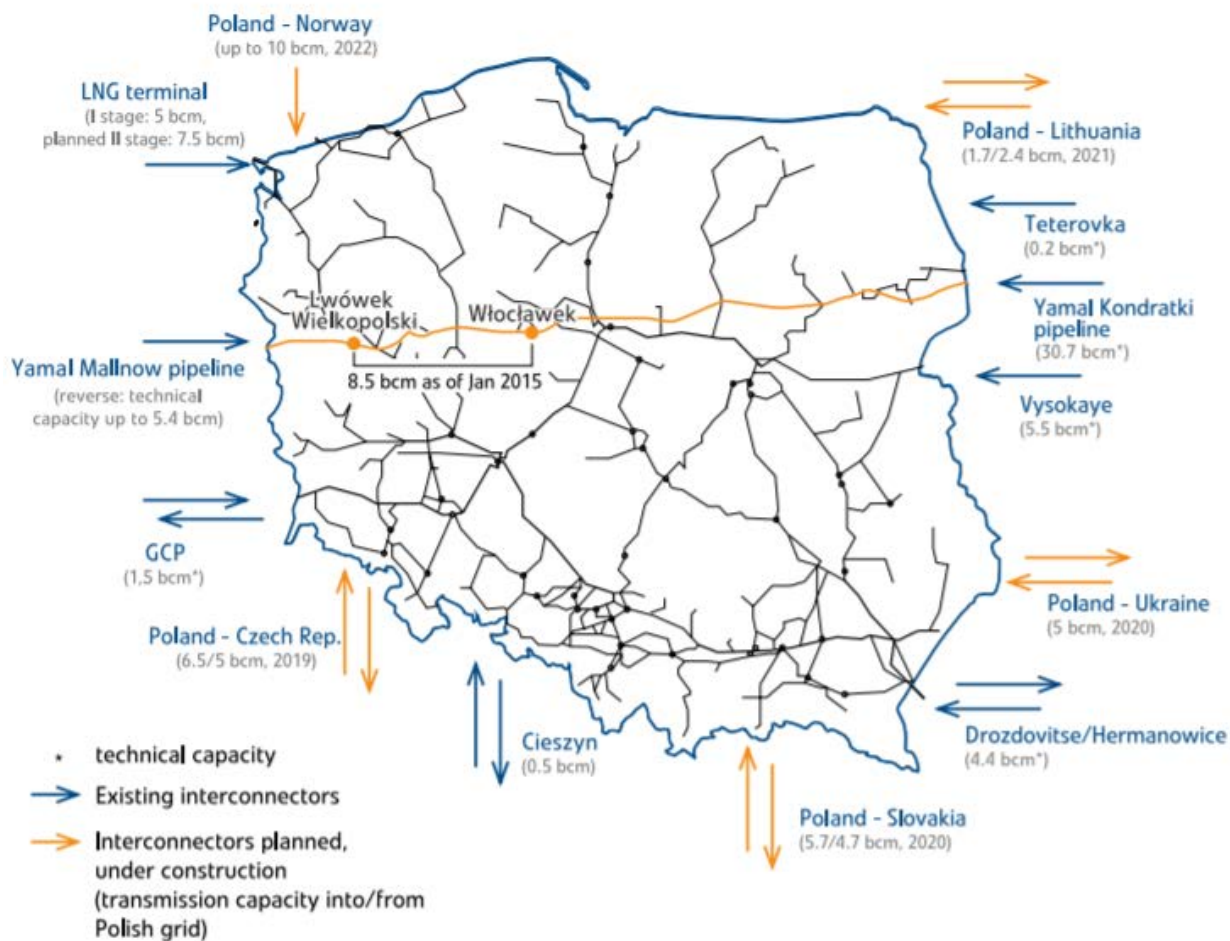 Poland - Norway
(up to 10 bcm, 2022)
LNG terminal
(I stage: 5 bcm,
planned II stage: 7.5 bcm)
Poland - Lithuania
(1.7/2.4 bcm, 2021)
Teterovka
(0.2 bcm*)
Lwówek
Wielkopolski
Włocławek
8.5 bcm as of Jan 2015
Yamal Kondratki
pipeline
(30.7 bcm*)
Yamal Mallnow pipeline
(reverse: technical
capacity up to 5.4 bcm)
Vysokaye
(5.5 bcm*)
GCP
(1,5 bcm*)
Poland - Ukraine
(5 bcm, 2020)
Poland - Czech Rep.
(6.5/5 bcm, 2019)
Cieszyn
(0.5 bcm)
Drozdovitse/Hermanowice
(4.4 bcm*)
Poland - Slovakia
(5.7/4.7 bcm, 2020)
* technical capacity
Existing interconnectors
Interconnectors planned,
under construction
(transmission capacity into/from
Polish grid)